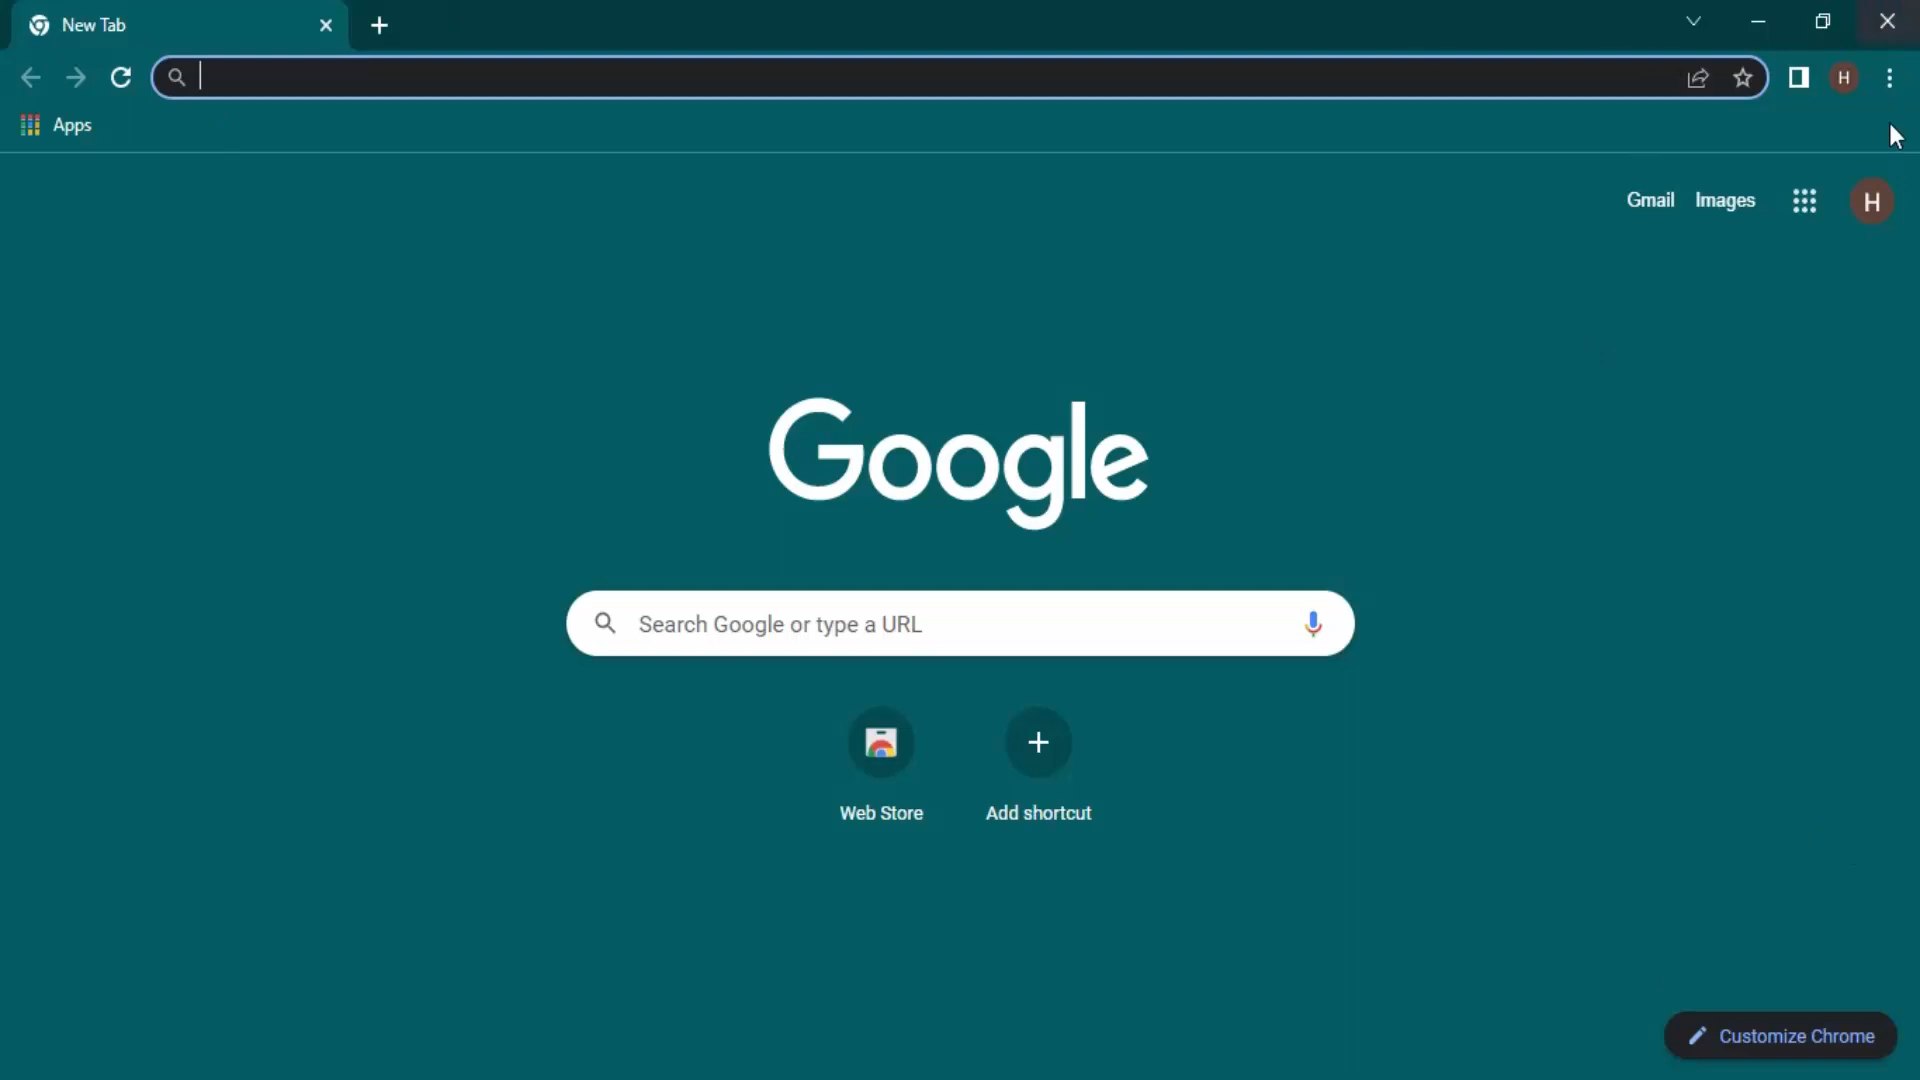 New Tab
H
Apps
Gmail Images
H
Google
Search Google or type a URL
Web Store Add shortcut
Customize Chrome